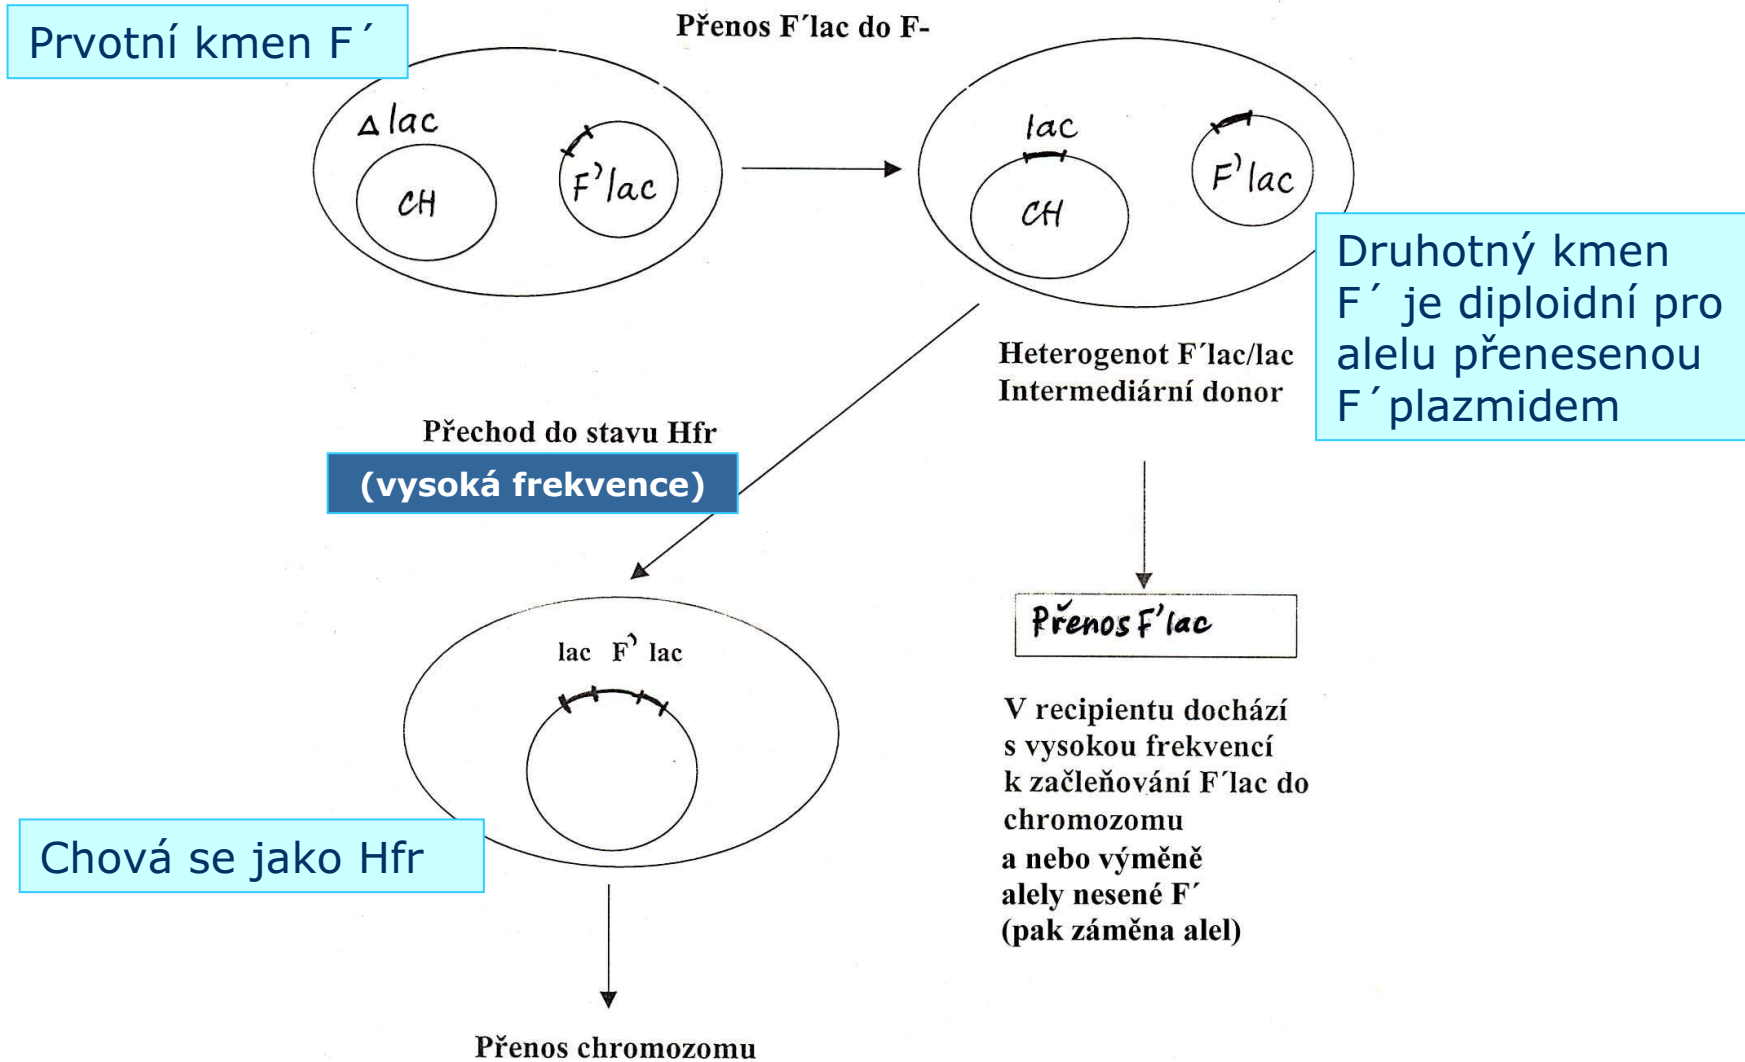 Prvotní kmen F´
Přenos F´lac do F-
Δ lac
CH
F'lac
lac
CH
F'lac
Druhotný kmen
F´ je diploidní pro
alelu přenesenou
F´plazmidem
Heterogenot F´lac/lac
Intermediární donor
Přechod do stavu Hfr
(vysoká frekvence)
lac F' lac
Přenos F'lac
V recipientu dochází
s vysokou frekvencí
k začleňování F´lac do
chromozomu
a nebo výměně
alely nesené F´
(pak záměna alel)
Chová se jako Hfr
Přenos chromozomu